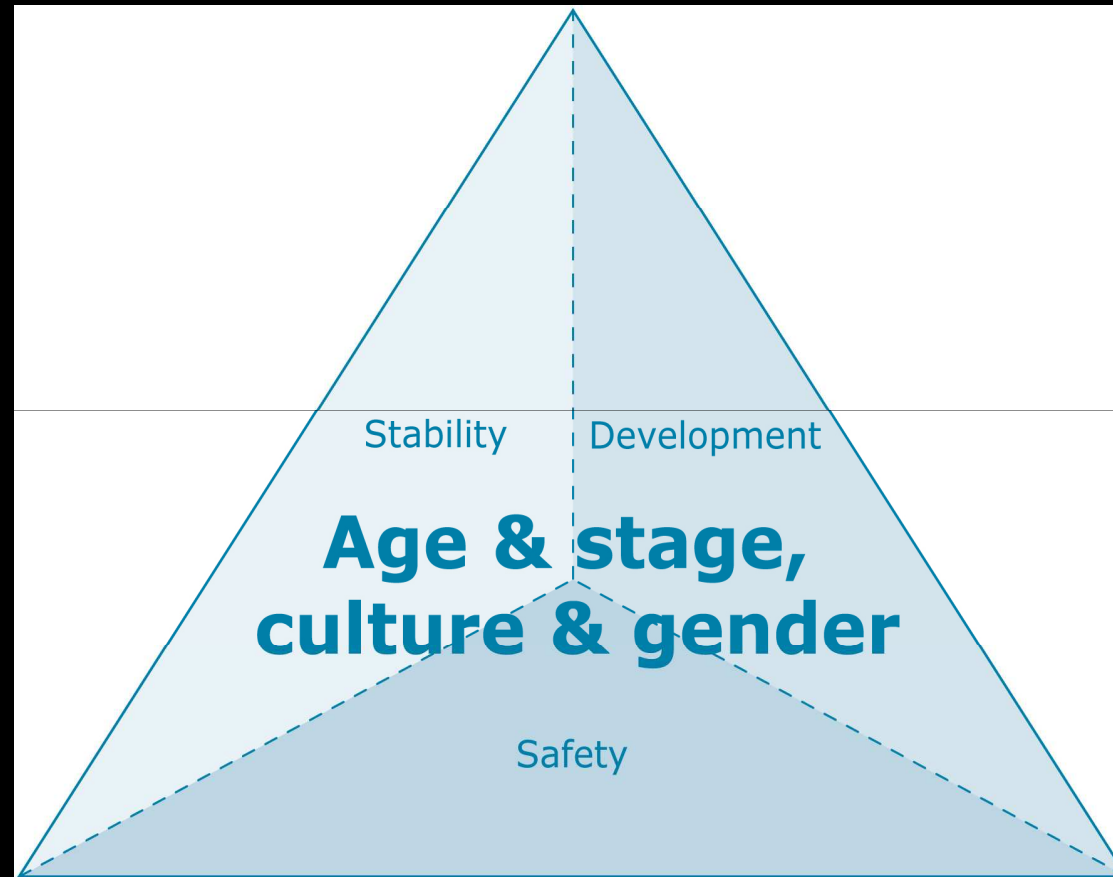 Stability
Development
Age & stage,
culture & gender
Safety